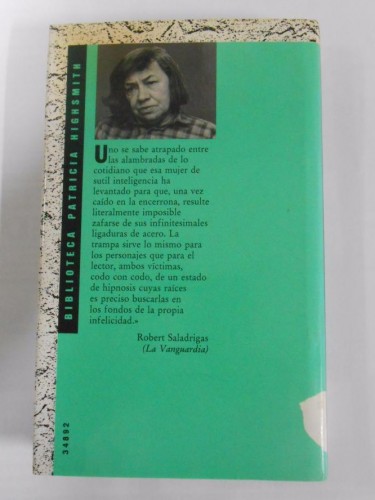 BIBLIOTECA PATRICIA HIGHSMITH
Uno se sabe atrapado entre
las alambradas de lo
cotidiano que esa mujer de
sutil inteligencia ha
levantado para que, una vez
caído en la encerrona, resulte
literalmente imposible
zafarse de sus infinitesimales
ligaduras de acero. La
trampa sirve lo mismo para
los personajes que para el
lector, ambos víctimas,
codo con codo, de un estado
de hipnosis cuyas raíces
es preciso buscarlas en
los fondos de la propia
infelicidad.»
Robert Saladrigas
(La Vanguardia)
34892